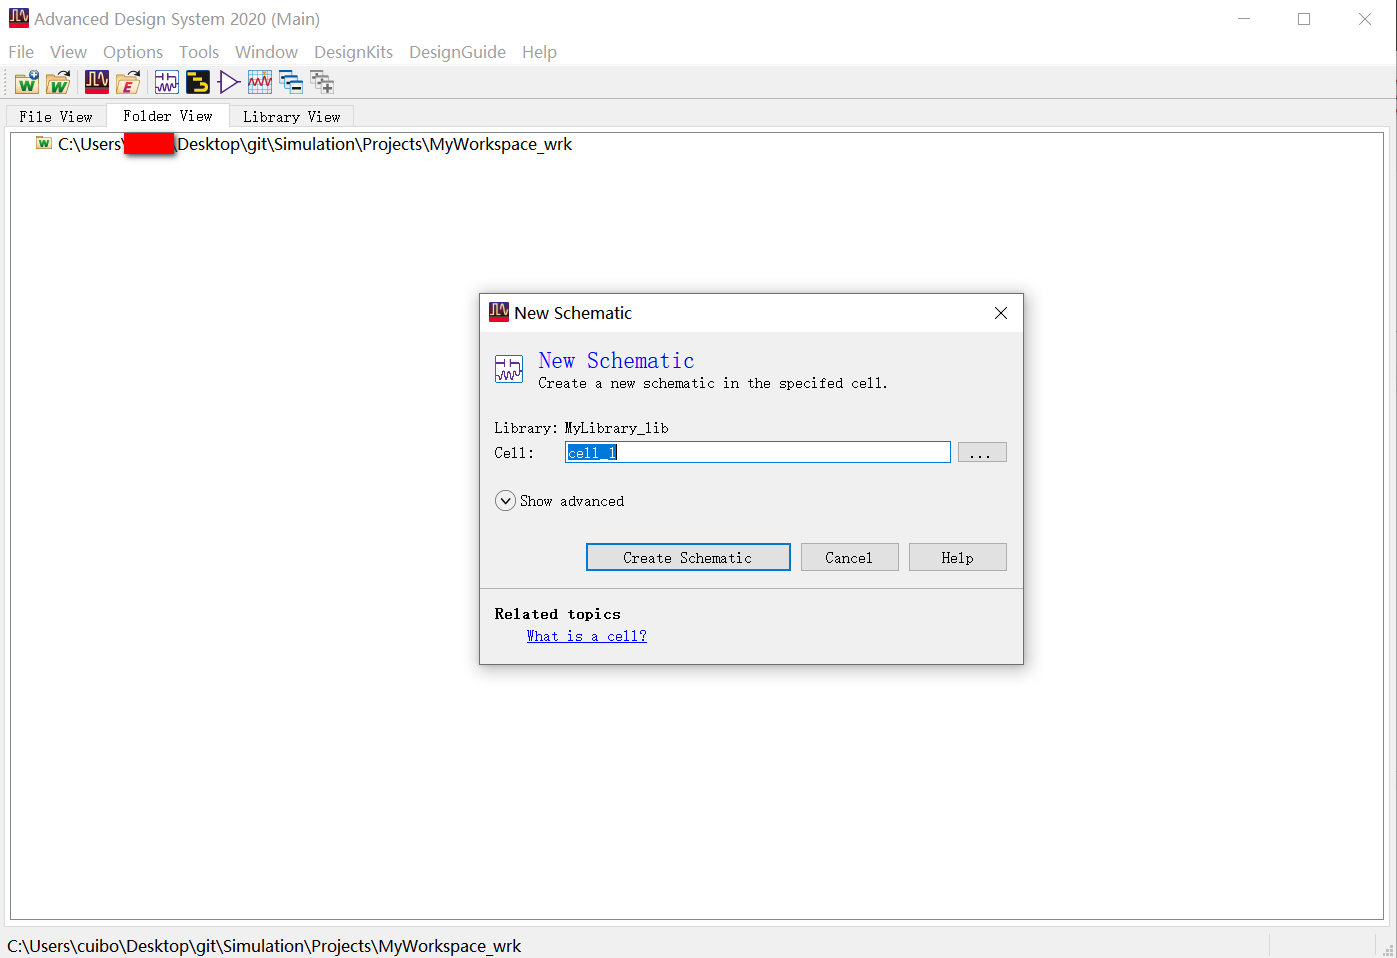 Advanced Design System 2020 (Main)
File View Options Tools Window DesignKits DesignGuide Help
File View Folder View Library View
C:\Users\ \Desktop\git\Simulation\Projects\MyWorkspace_wrk
New Schematic
New Schematic
Create a new schematic in the specifed cell.
Library: MyLibrary_lib
Cell: cell_1 ...
Show advanced
Create Schematic Cancel Help
Related topics
What is a cell?
C:\Users\cuibo\Desktop\git\Simulation\Projects\MyWorkspace_wrk